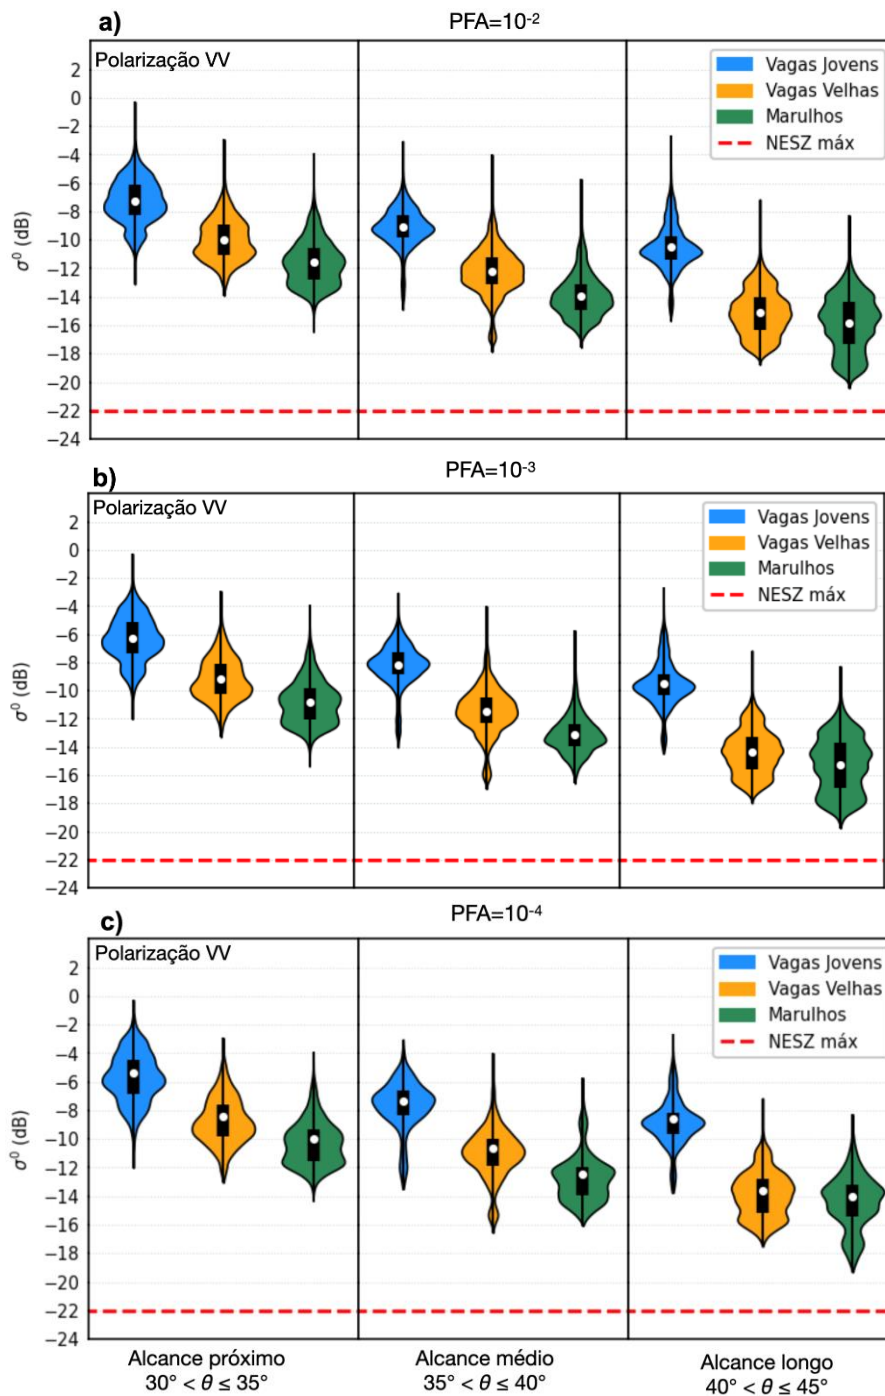 a)
PFA=10⁻²
Polarização VV
Vagas Jovens
Vagas Velhas
Marulhos
NESZ máx
2
0
−2
−4
−6
−8
−10
−12
−14
−16
−18
−20
−22
−24
σ⁰ (dB)
b)
PFA=10⁻³
Polarização VV
Vagas Jovens
Vagas Velhas
Marulhos
NESZ máx
2
0
−2
−4
−6
−8
−10
−12
−14
−16
−18
−20
−22
−24
σ⁰ (dB)
c)
PFA=10⁻⁴
Polarização VV
Vagas Jovens
Vagas Velhas
Marulhos
NESZ máx
2
0
−2
−4
−6
−8
−10
−12
−14
−16
−18
−20
−22
−24
σ⁰ (dB)
Alcance próximo
30° < θ ≤ 35°
Alcance médio
35° < θ ≤ 40°
Alcance longo
40° < θ ≤ 45°